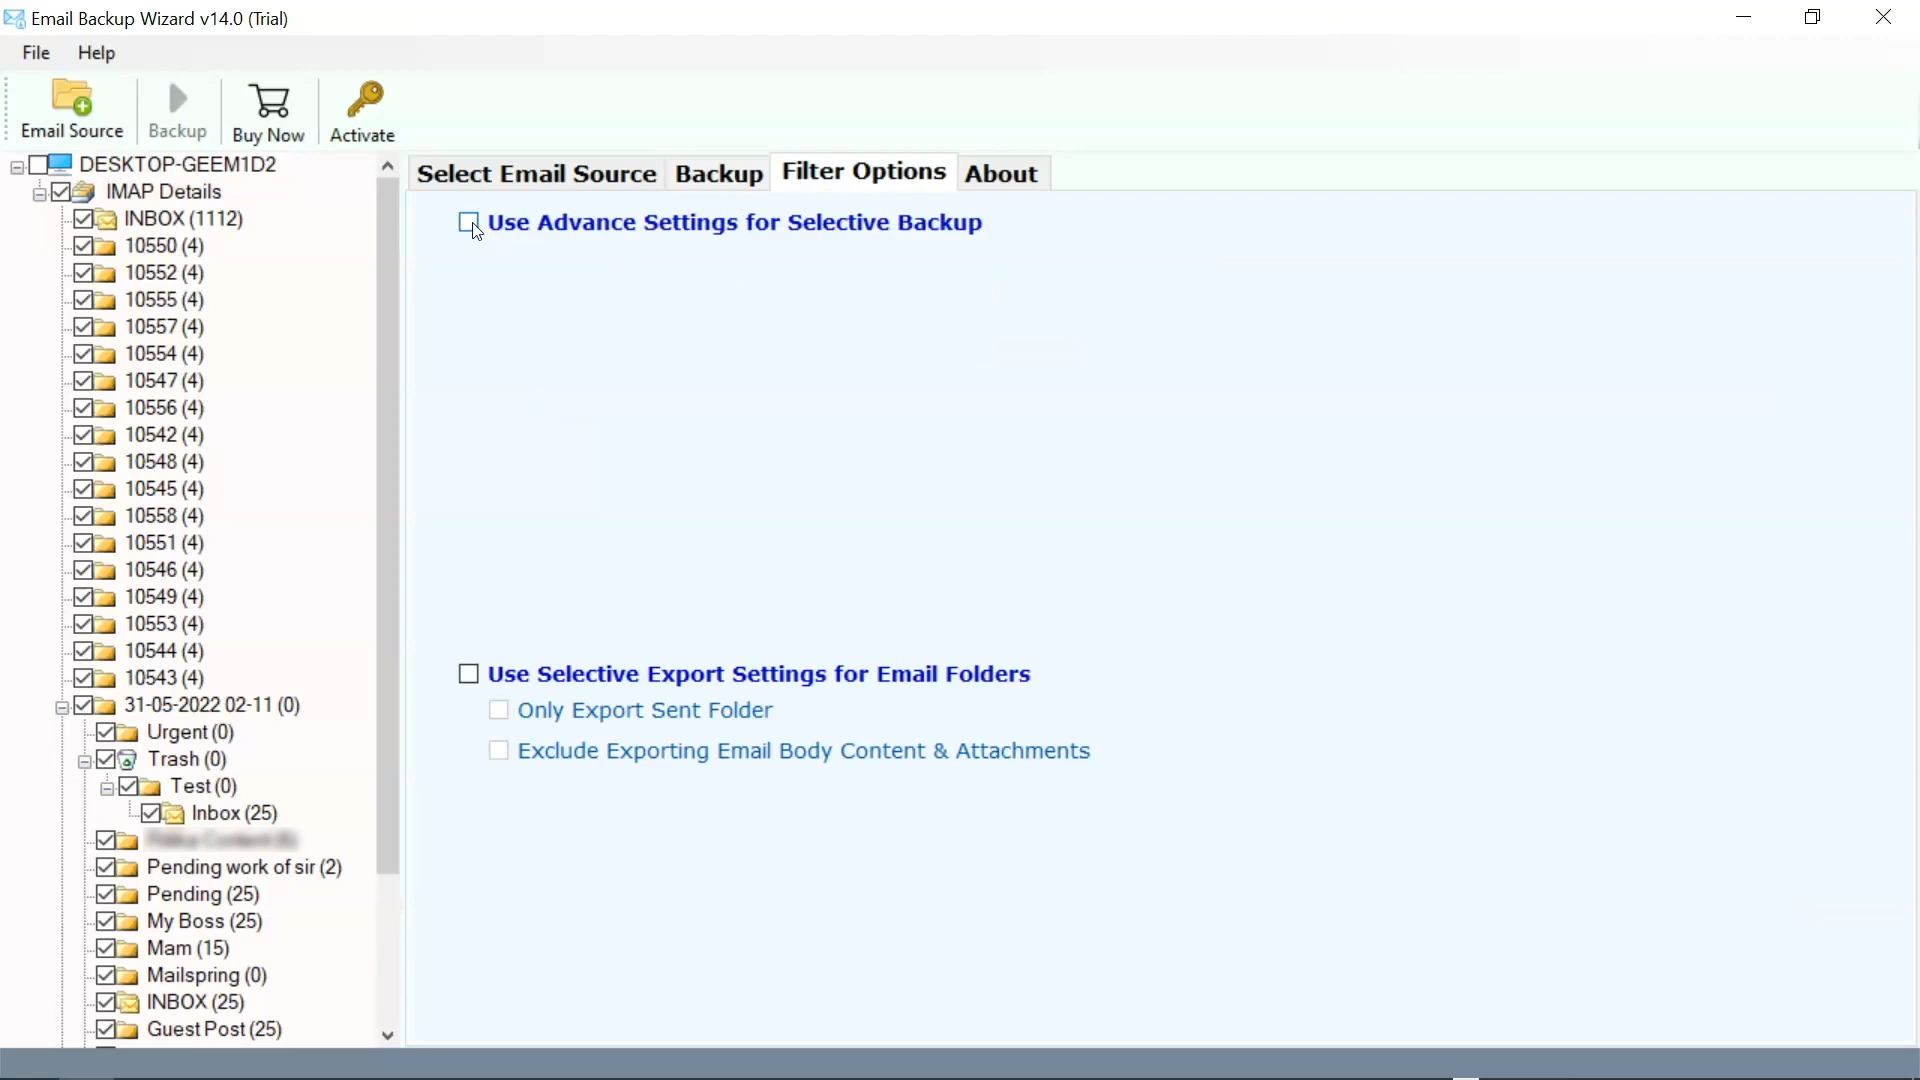 Email Backup Wizard v14.0 (Trial)
File Help
Email Source Backup Buy Now Activate
DESKTOP-GEEM1D2
IMAP Details
INBOX (1112)
10550 (4)
10552 (4)
10555 (4)
10557 (4)
10554 (4)
10547 (4)
10556 (4)
10542 (4)
10548 (4)
10545 (4)
10558 (4)
10551 (4)
10546 (4)
10549 (4)
10553 (4)
10544 (4)
10543 (4)
31-05-2022 02-11 (0)
Urgent (0)
Trash (0)
Test (0)
Inbox (25)
Pending work of sir (2)
Pending (25)
My Boss (25)
Mam (15)
Mailspring (0)
INBOX (25)
Guest Post (25)
Select Email Source Backup Filter Options About
Use Advance Settings for Selective Backup
Use Selective Export Settings for Email Folders
Only Export Sent Folder
Exclude Exporting Email Body Content & Attachments